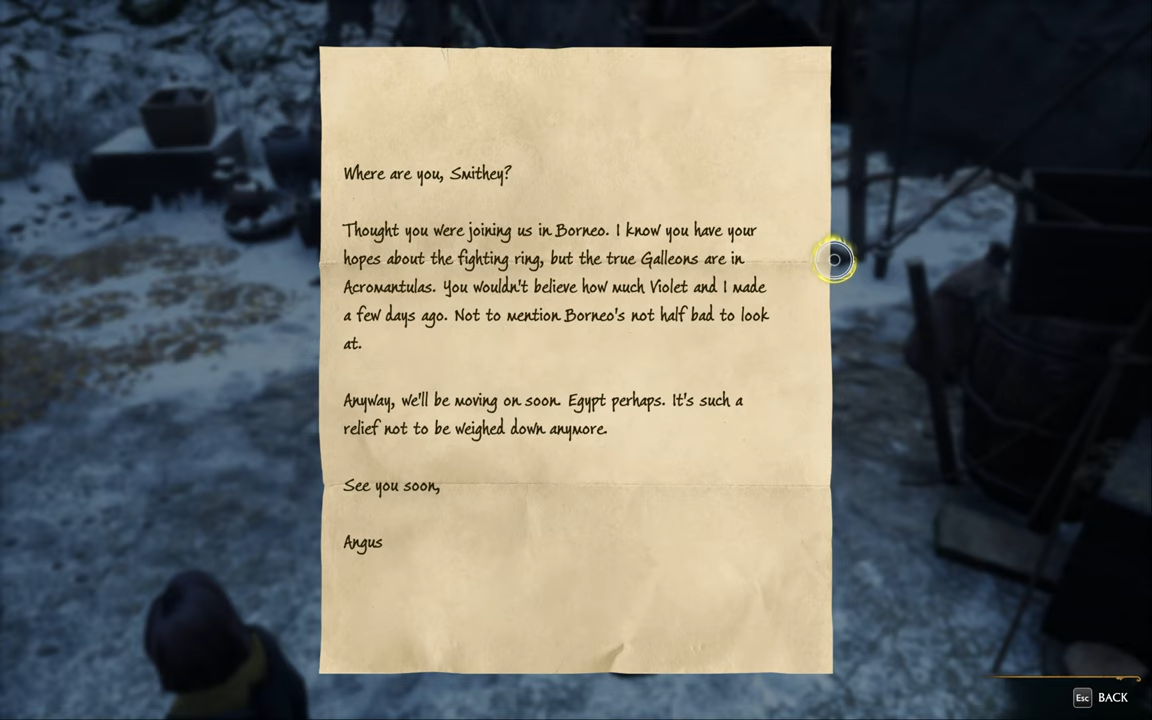 Where are you, Smithey?
Thought you were joining us in Borneo. I know you have your
hopes about the fighting ring, but the true Galleons are in
Acromantulas. You wouldn't believe how much Violet and I made
a few days ago. Not to mention Borneo's not half bad to look
at.
Anyway, we'll be moving on soon. Egypt perhaps. It's such a
relief not to be weighed down anymore.
See you soon,
Angus
Esc BACK